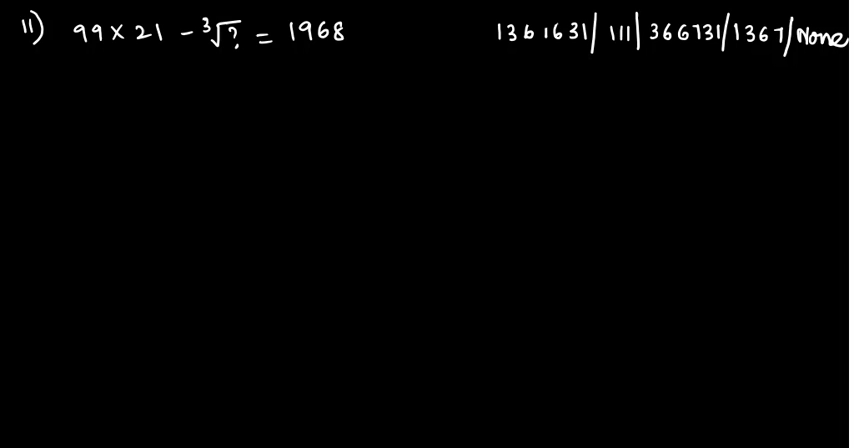 11) 99 × 21 - ³√? = 1968 1361631/ 111/ 366731/ 1367/ None